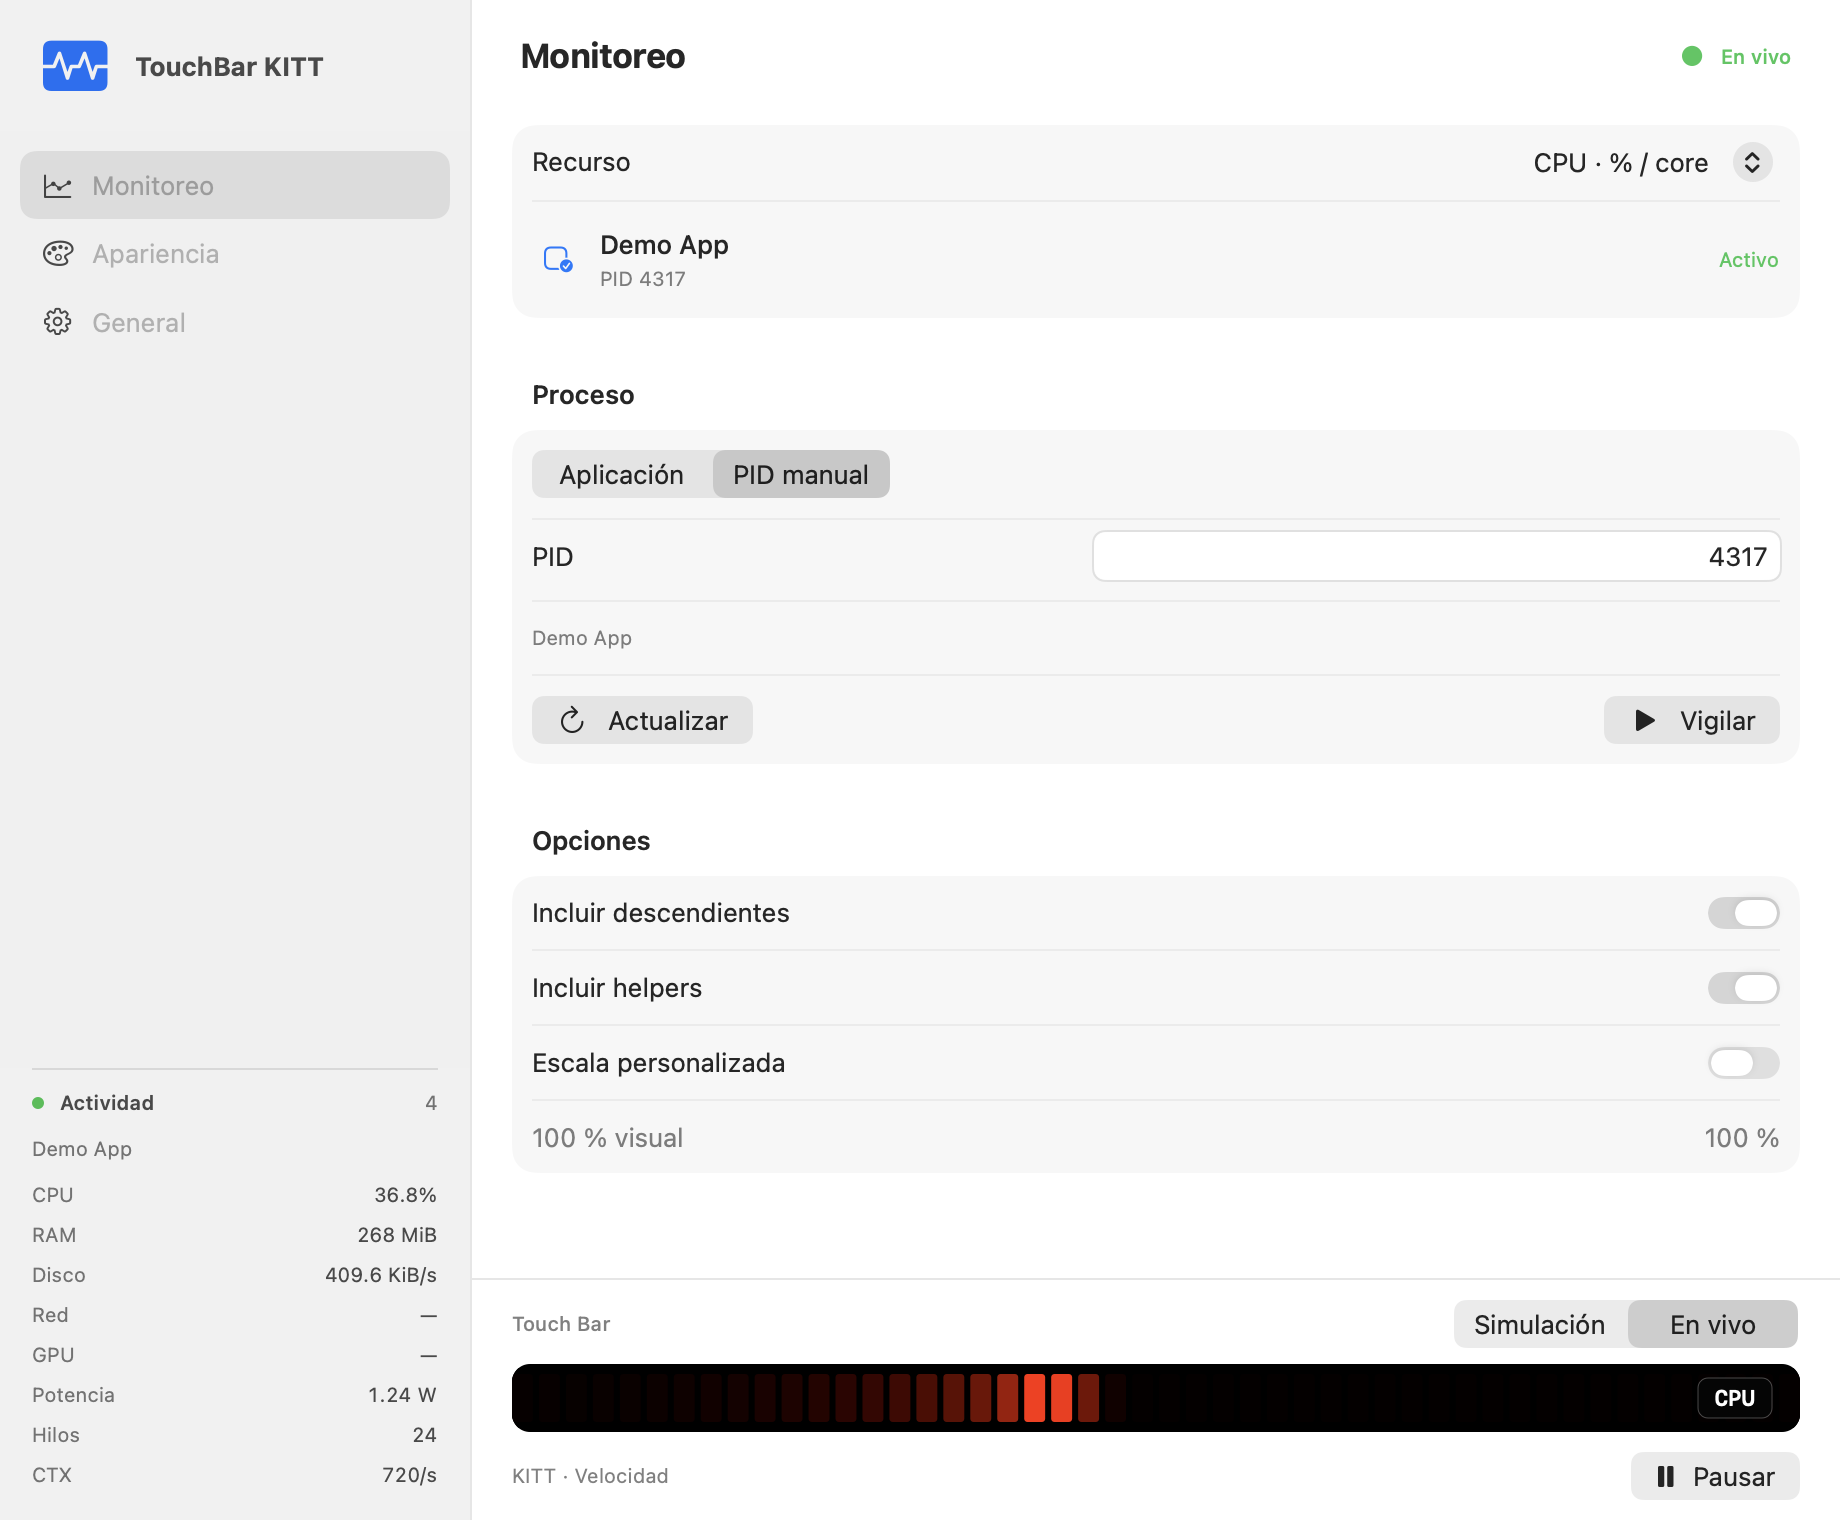 TouchBar KITT
Monitoreo
Apariencia
General
Actividad 4
Demo App
CPU 36.8%
RAM 268 MiB
Disco 409.6 KiB/s
Red —
GPU —
Potencia 1.24 W
Hilos 24
CTX 720/s
Monitoreo
En vivo
Recurso CPU · % / core
Demo App
PID 4317
Activo
Proceso
Aplicación PID manual
PID 4317
Demo App
Actualizar Vigilar
Opciones
Incluir descendientes
Incluir helpers
Escala personalizada
100 % visual 100 %
Touch Bar Simulación En vivo
CPU
KITT · Velocidad Pausar